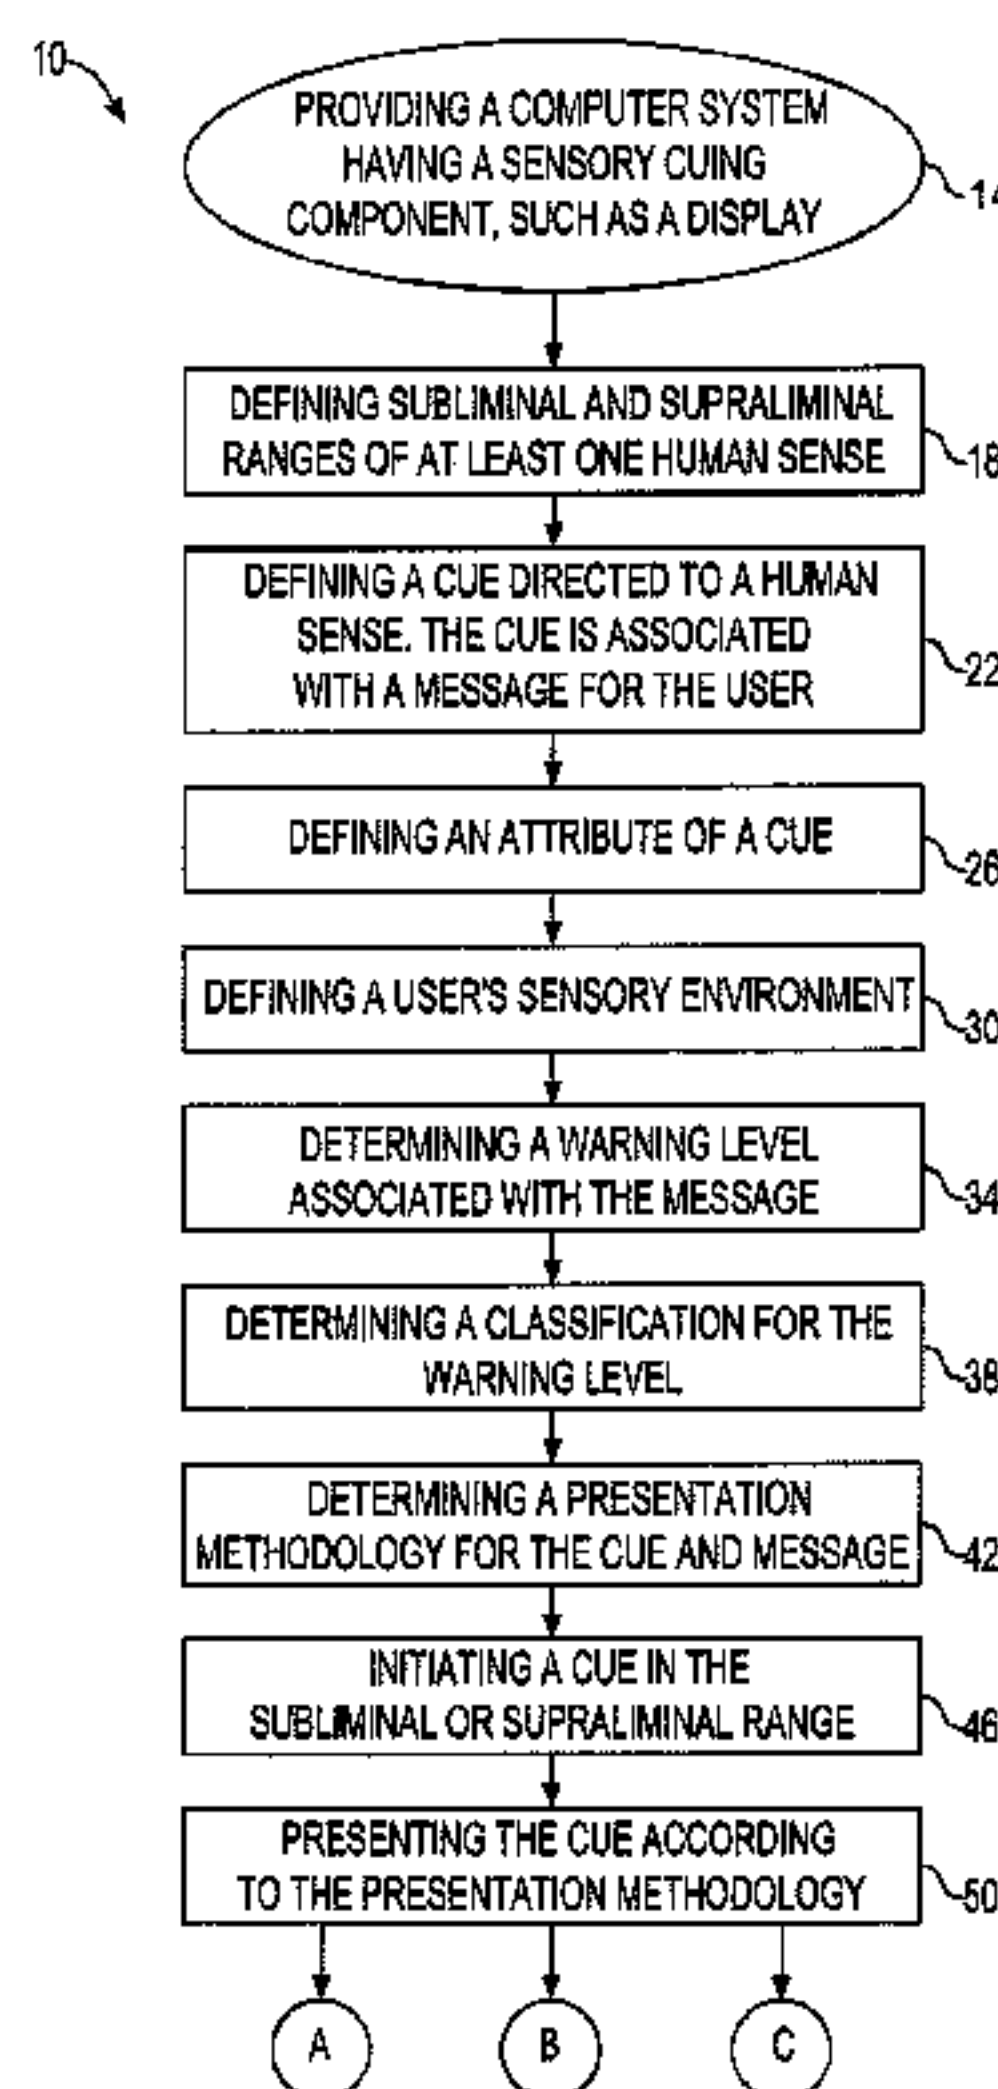 10
PROVIDING A COMPUTER SYSTEM
HAVING A SENSORY CUING
COMPONENT, SUCH AS A DISPLAY
14
DEFINING SUBLIMINAL AND SUPRALIMINAL
RANGES OF AT LEAST ONE HUMAN SENSE
18
DEFINING A CUE DIRECTED TO A HUMAN
SENSE. THE CUE IS ASSOCIATED
WITH A MESSAGE FOR THE USER
22
DEFINING AN ATTRIBUTE OF A CUE
26
DEFINING A USER'S SENSORY ENVIRONMENT
30
DETERMINING A WARNING LEVEL
ASSOCIATED WITH THE MESSAGE
34
DETERMINING A CLASSIFICATION FOR THE
WARNING LEVEL
38
DETERMINING A PRESENTATION
METHODOLOGY FOR THE CUE AND MESSAGE
42
INITIATING A CUE IN THE
SUBLIMINAL OR SUPRALIMINAL RANGE
46
PRESENTING THE CUE ACCORDING
TO THE PRESENTATION METHODOLOGY
50
A B C